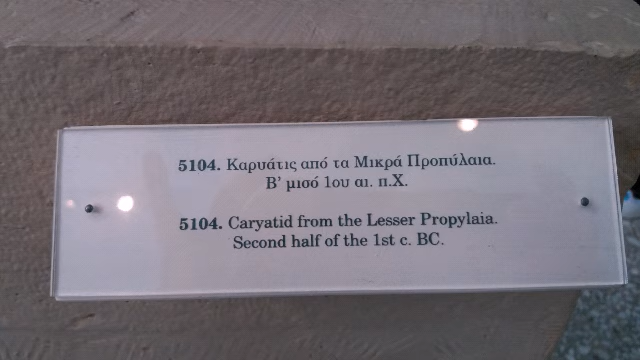 5104. Καρυάτις από τα Μικρά Προπύλαια.
Β' μισό 1ου αι. π.Χ.
5104. Caryatid from the Lesser Propylaia.
Second half of the 1st c. BC.